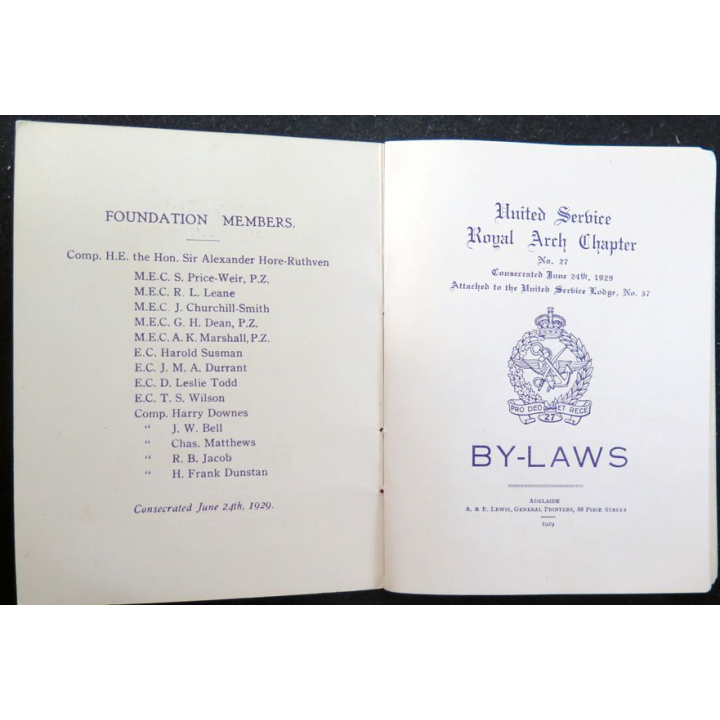 FOUNDATION MEMBERS.
Comp. H.E. the Hon. Sir Alexander Hore-Ruthven
M.E.C. S. Price-Weir, P.Z.
M.E.C. R. L. Leane
M.E.C. J. Churchill-Smith
M.E.C. G. H. Dean, P.Z.
M.E.C. A. K. Marshall, P.Z.
E.C. Harold Susman
E.C. J. M. A. Durrant
E.C. D. Leslie Todd
E.C. T. S. Wilson
Comp. Harry Downes
" J. W. Bell
" Chas. Matthews
" R. B. Jacob
" H. Frank Dunstan
Consecrated June 24th, 1929.
United Service
Royal Arch Chapter
No. 27
Consecrated June 24th, 1929
Attached to the United Service Lodge, No. 37
PRO DEO ET REGE
27
BY-LAWS
ADELAIDE
A. & E. LEWIS, GENERAL PRINTERS, 88 PIRIE STREET
1929